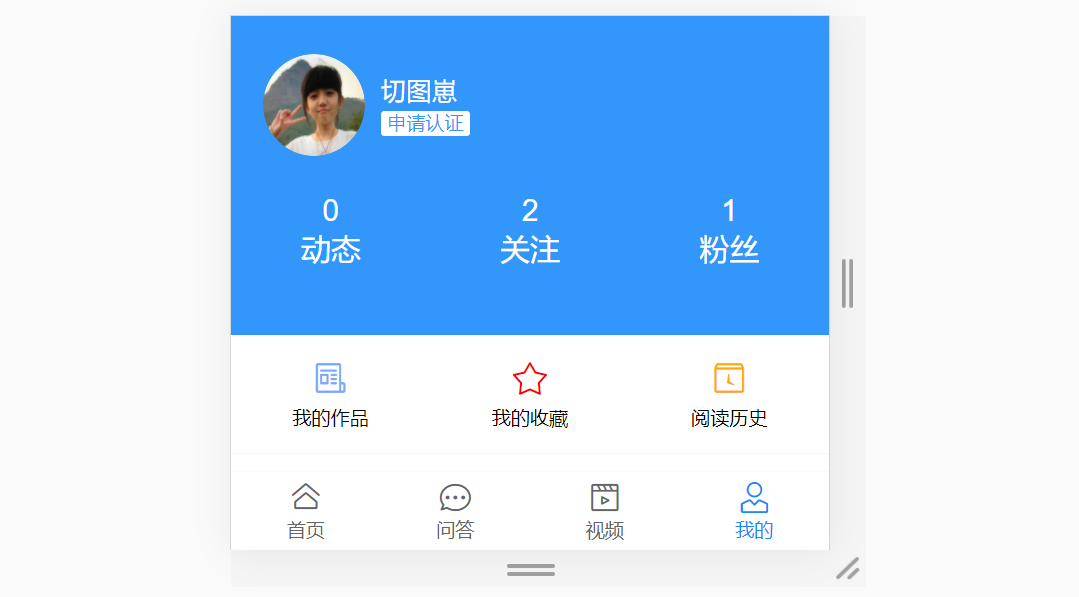 切图崽
申请认证
0 2 1
动态 关注 粉丝
我的作品 我的收藏 阅读历史
首页 问答 视频 我的